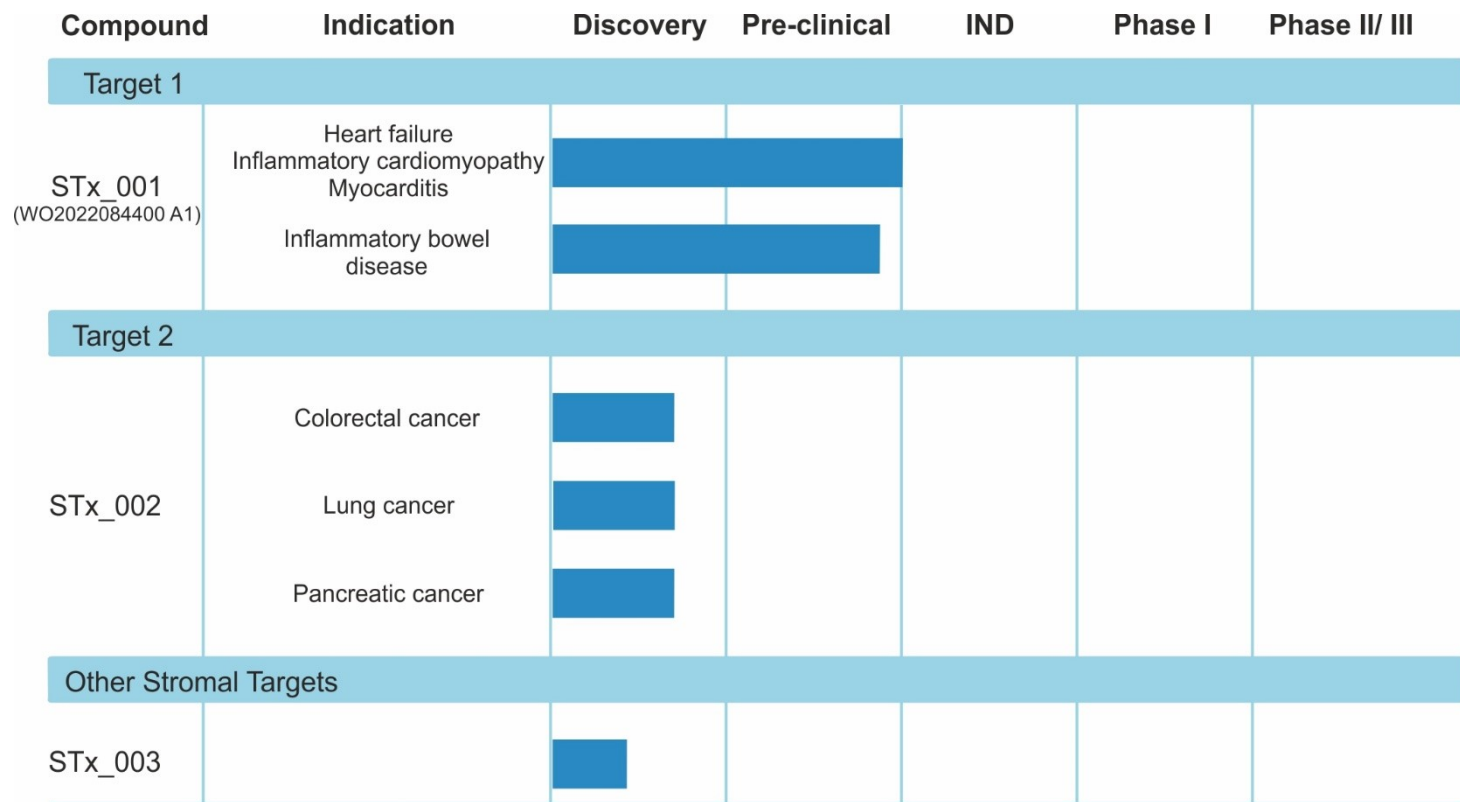 Compound Indication Discovery Pre-clinical IND Phase I Phase II/ III
Target 1
Heart failure
Inflammatory cardiomyopathy
Myocarditis
STx_001
(WO2022084400 A1)
Inflammatory bowel
disease
Target 2
Colorectal cancer
STx_002
Lung cancer
Pancreatic cancer
Other Stromal Targets
STx_003